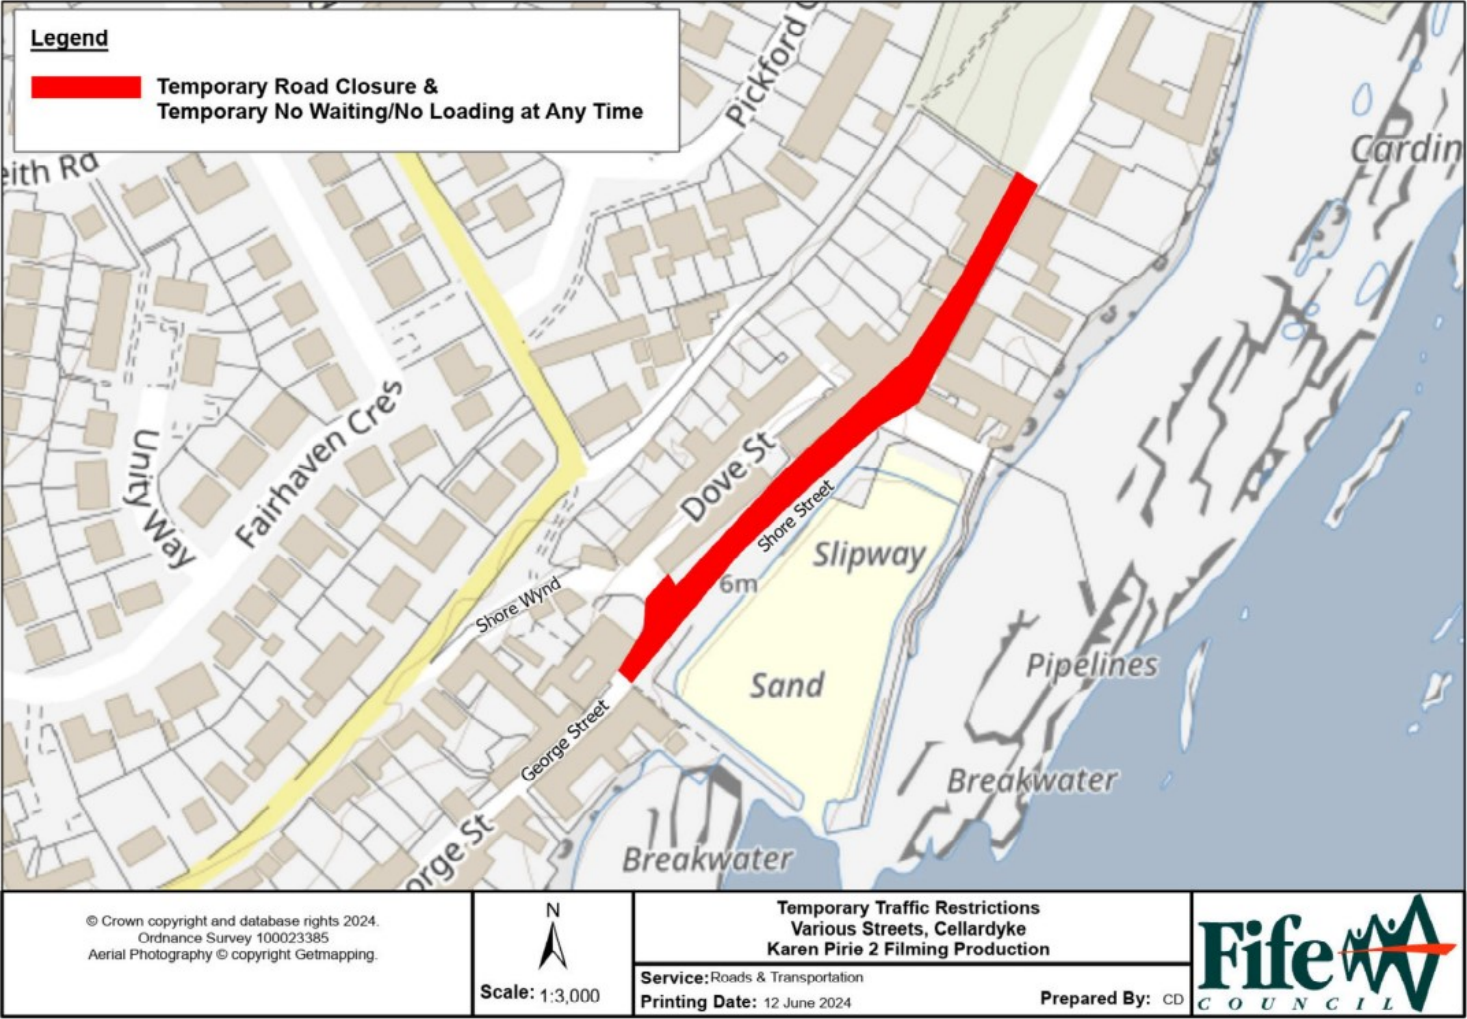 Legend
Temporary Road Closure &
Temporary No Waiting/No Loading at Any Time
Pickford
eith Rd
Cardin
Unity Way
Fairhaven Cres
Dove St
Shore Street
Slipway
6m
Shore Wynd
Sand
Pipelines
George Street
Breakwater
Breakwater
orge St
© Crown copyright and database rights 2024.
Ordnance Survey 100023385
Aerial Photography © copyright Getmapping.
N
Scale: 1:3,000
Temporary Traffic Restrictions
Various Streets, Cellardyke
Karen Pirie 2 Filming Production
Service: Roads & Transportation
Printing Date: 12 June 2024
Prepared By: CD
Fife
COUNCIL